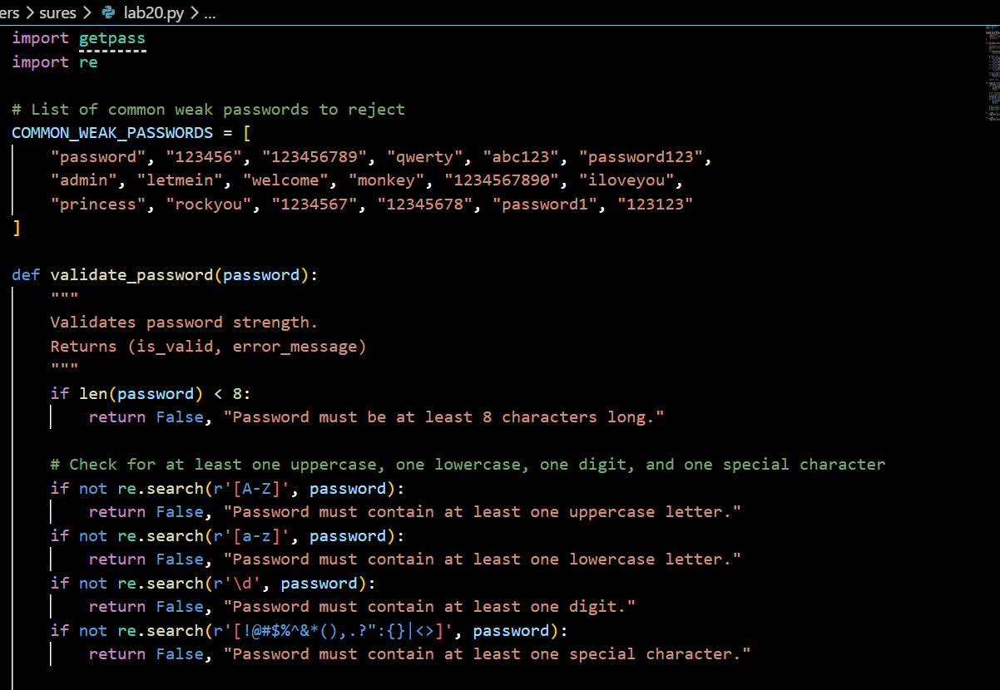 ers > sures > lab20.py > ...
import getpass
import re

# List of common weak passwords to reject
COMMON_WEAK_PASSWORDS = [
    "password", "123456", "123456789", "qwerty", "abc123", "password123",
    "admin", "letmein", "welcome", "monkey", "1234567890", "iloveyou",
    "princess", "rockyou", "1234567", "12345678", "password1", "123123"
]

def validate_password(password):
    """
    Validates password strength.
    Returns (is_valid, error_message)
    """
    if len(password) < 8:
        return False, "Password must be at least 8 characters long."

    # Check for at least one uppercase, one lowercase, one digit, and one special character
    if not re.search(r'[A-Z]', password):
        return False, "Password must contain at least one uppercase letter."
    if not re.search(r'[a-z]', password):
        return False, "Password must contain at least one lowercase letter."
    if not re.search(r'\d', password):
        return False, "Password must contain at least one digit."
    if not re.search(r'[!@#$%^&*(),.?":{}|<>]', password):
        return False, "Password must contain at least one special character."